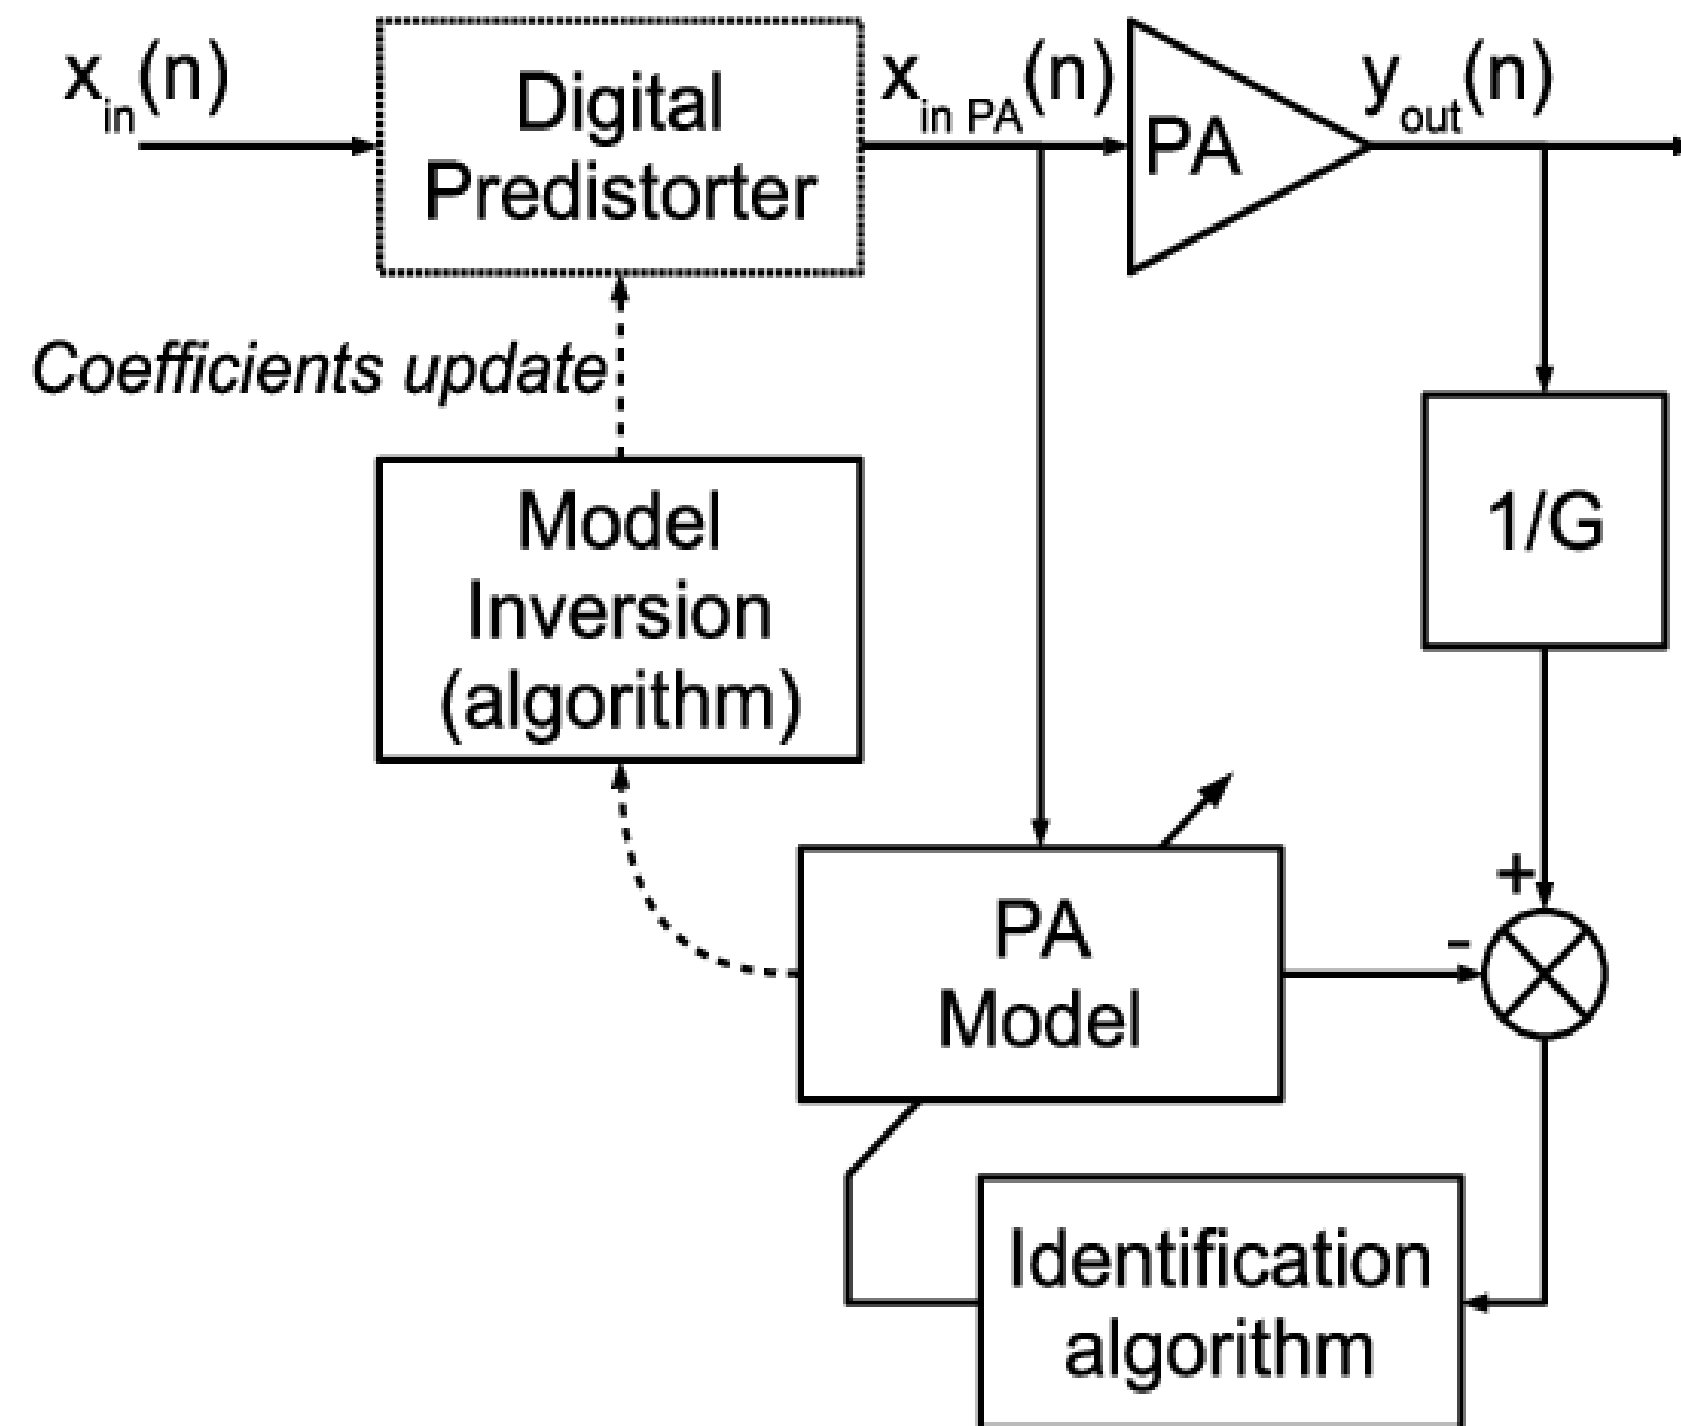 x_in(n)
Digital
Predistorter
x_in PA(n)
PA
y_out(n)
Coefficients update
1/G
Model
Inversion
(algorithm)
+
-
PA
Model
Identification
algorithm